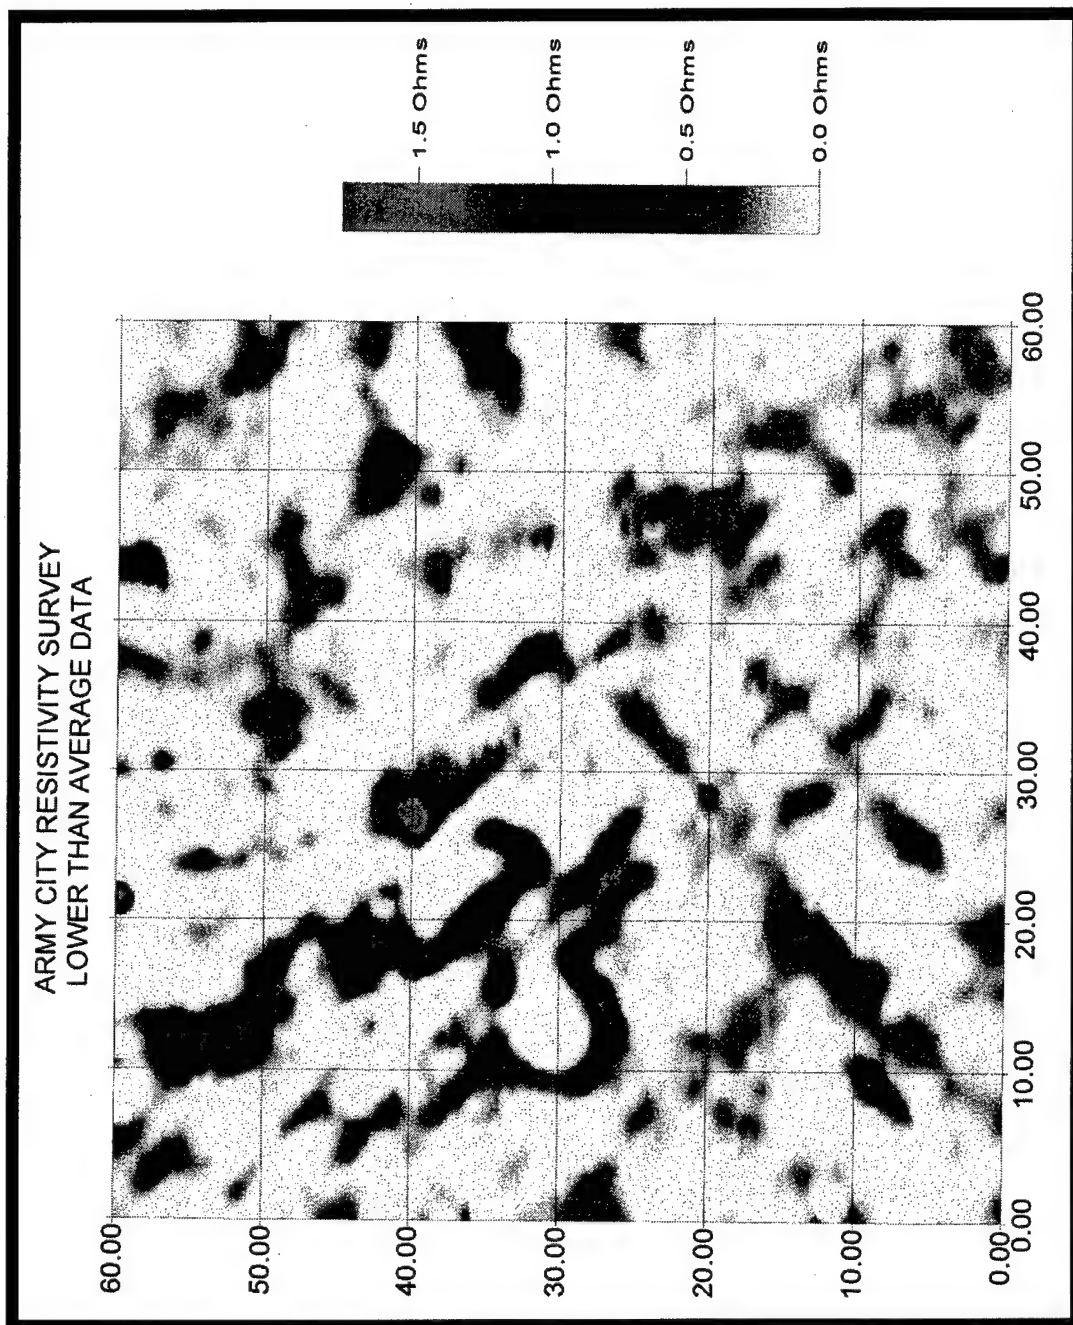 ARMY CITY RESISTIVITY SURVEY
LOWER THAN AVERAGE DATA
60.00
50.00
40.00
30.00
20.00
10.00
0.00
0.00
10.00
20.00
30.00
40.00
50.00
60.00
1.5 Ohms
1.0 Ohms
0.5 Ohms
0.0 Ohms